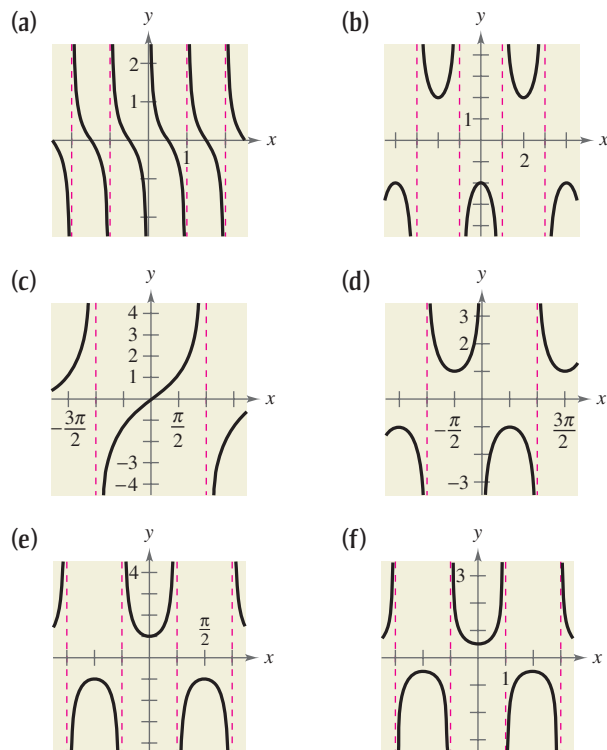 (a) y 2 1 1 x
(b) y 1 2 x
(c) y 4 3 2 1 x −3π/2 π/2 −3 −4
(d) y 3 2 x −π/2 3π/2 −3
(e) y 4 π/2 x
(f) y 3 1 x